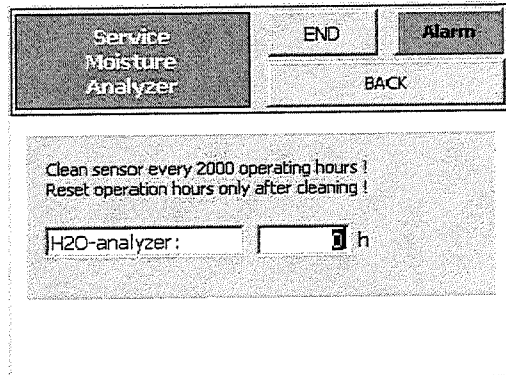 Service
Moisture
Analyzer
END
Alarm
BACK
Clean sensor every 2000 operating hours !
Reset operation hours only after cleaning !
H2O-analyzer:
0 h